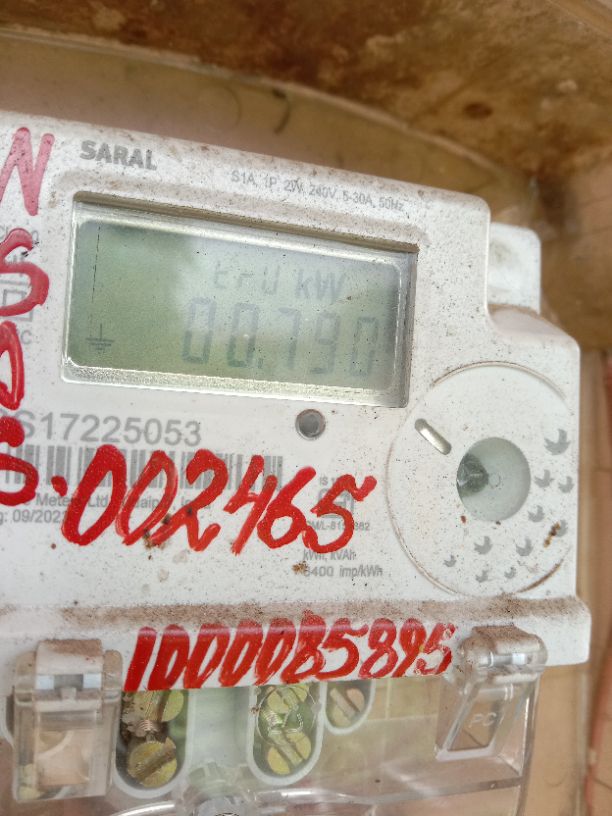 N
SARAL
S1A, 1P, 2W, 240V, 5-30A, 50Hz
kW
00.790
S
S17225053
S.002465
kWh, kVAh
6400 imp/kWh
1000085895
PC